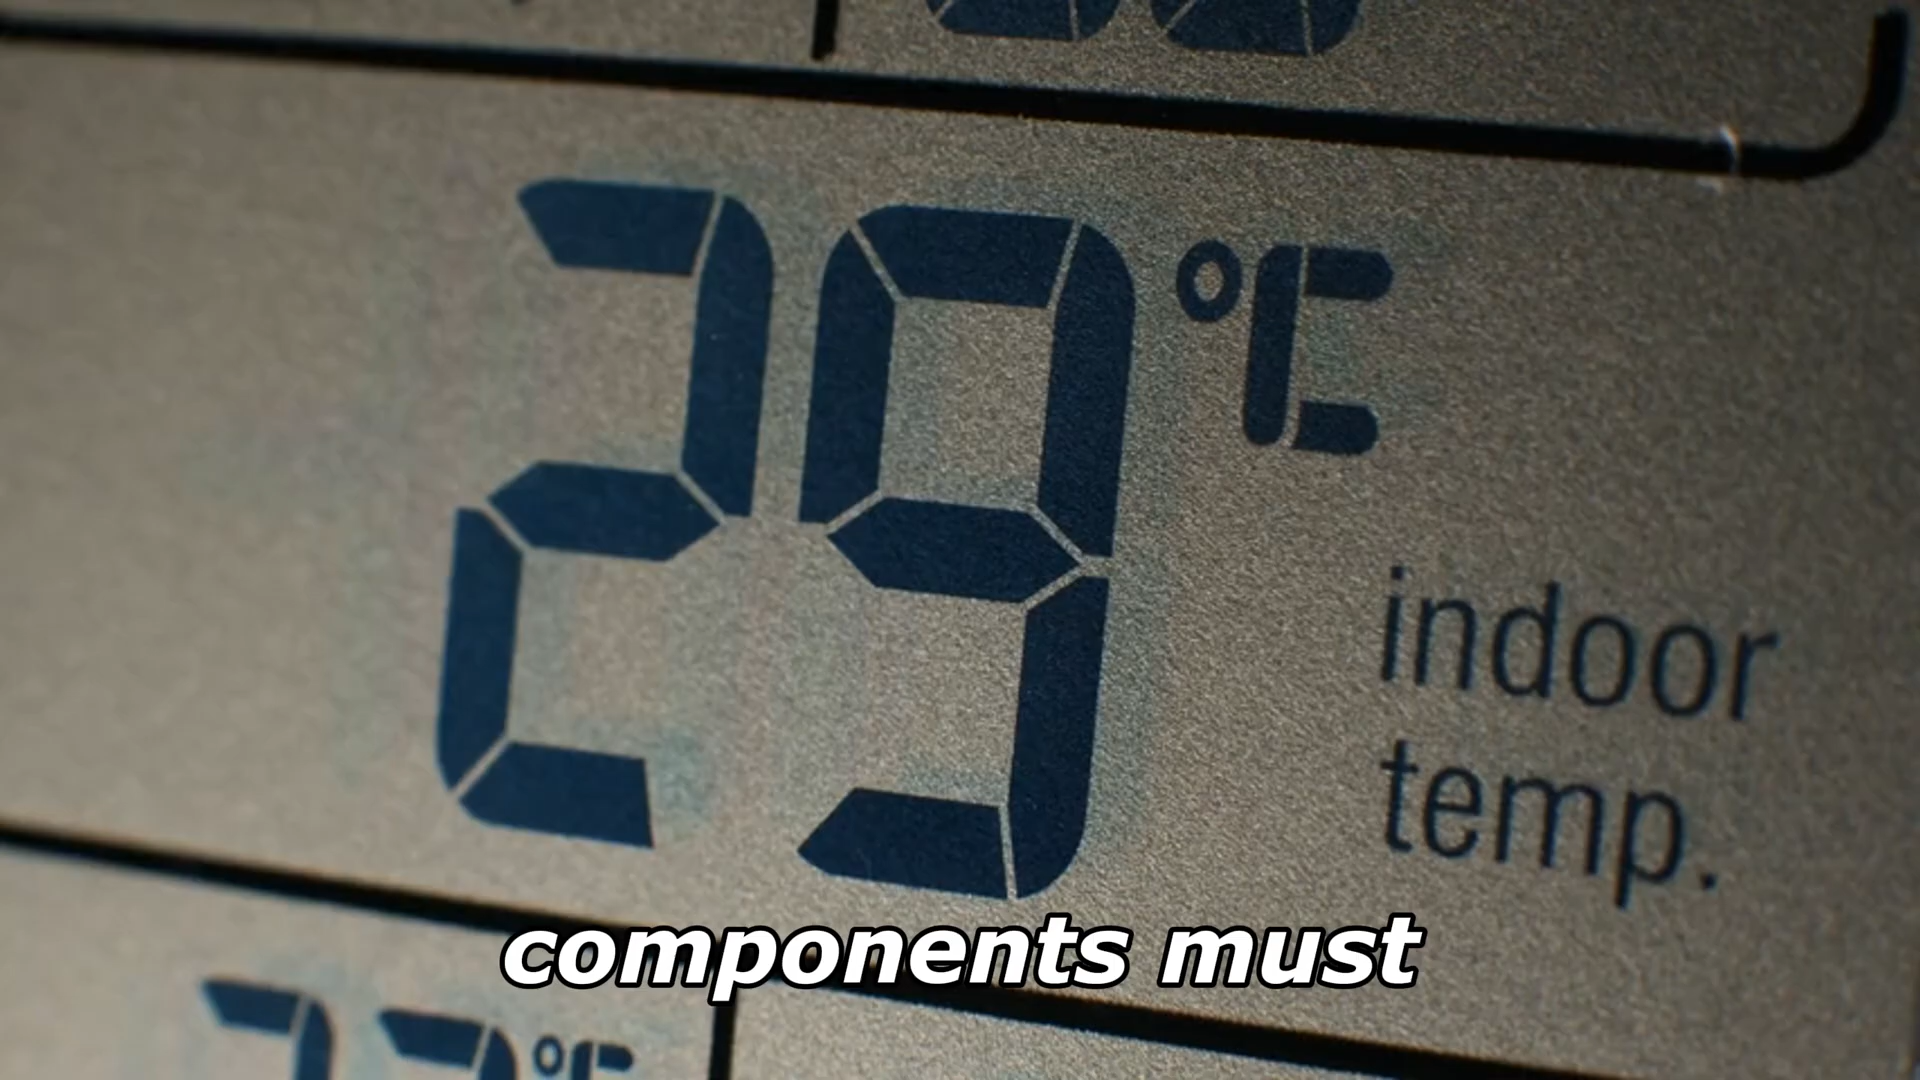 29 °C
indoor
temp.
components must